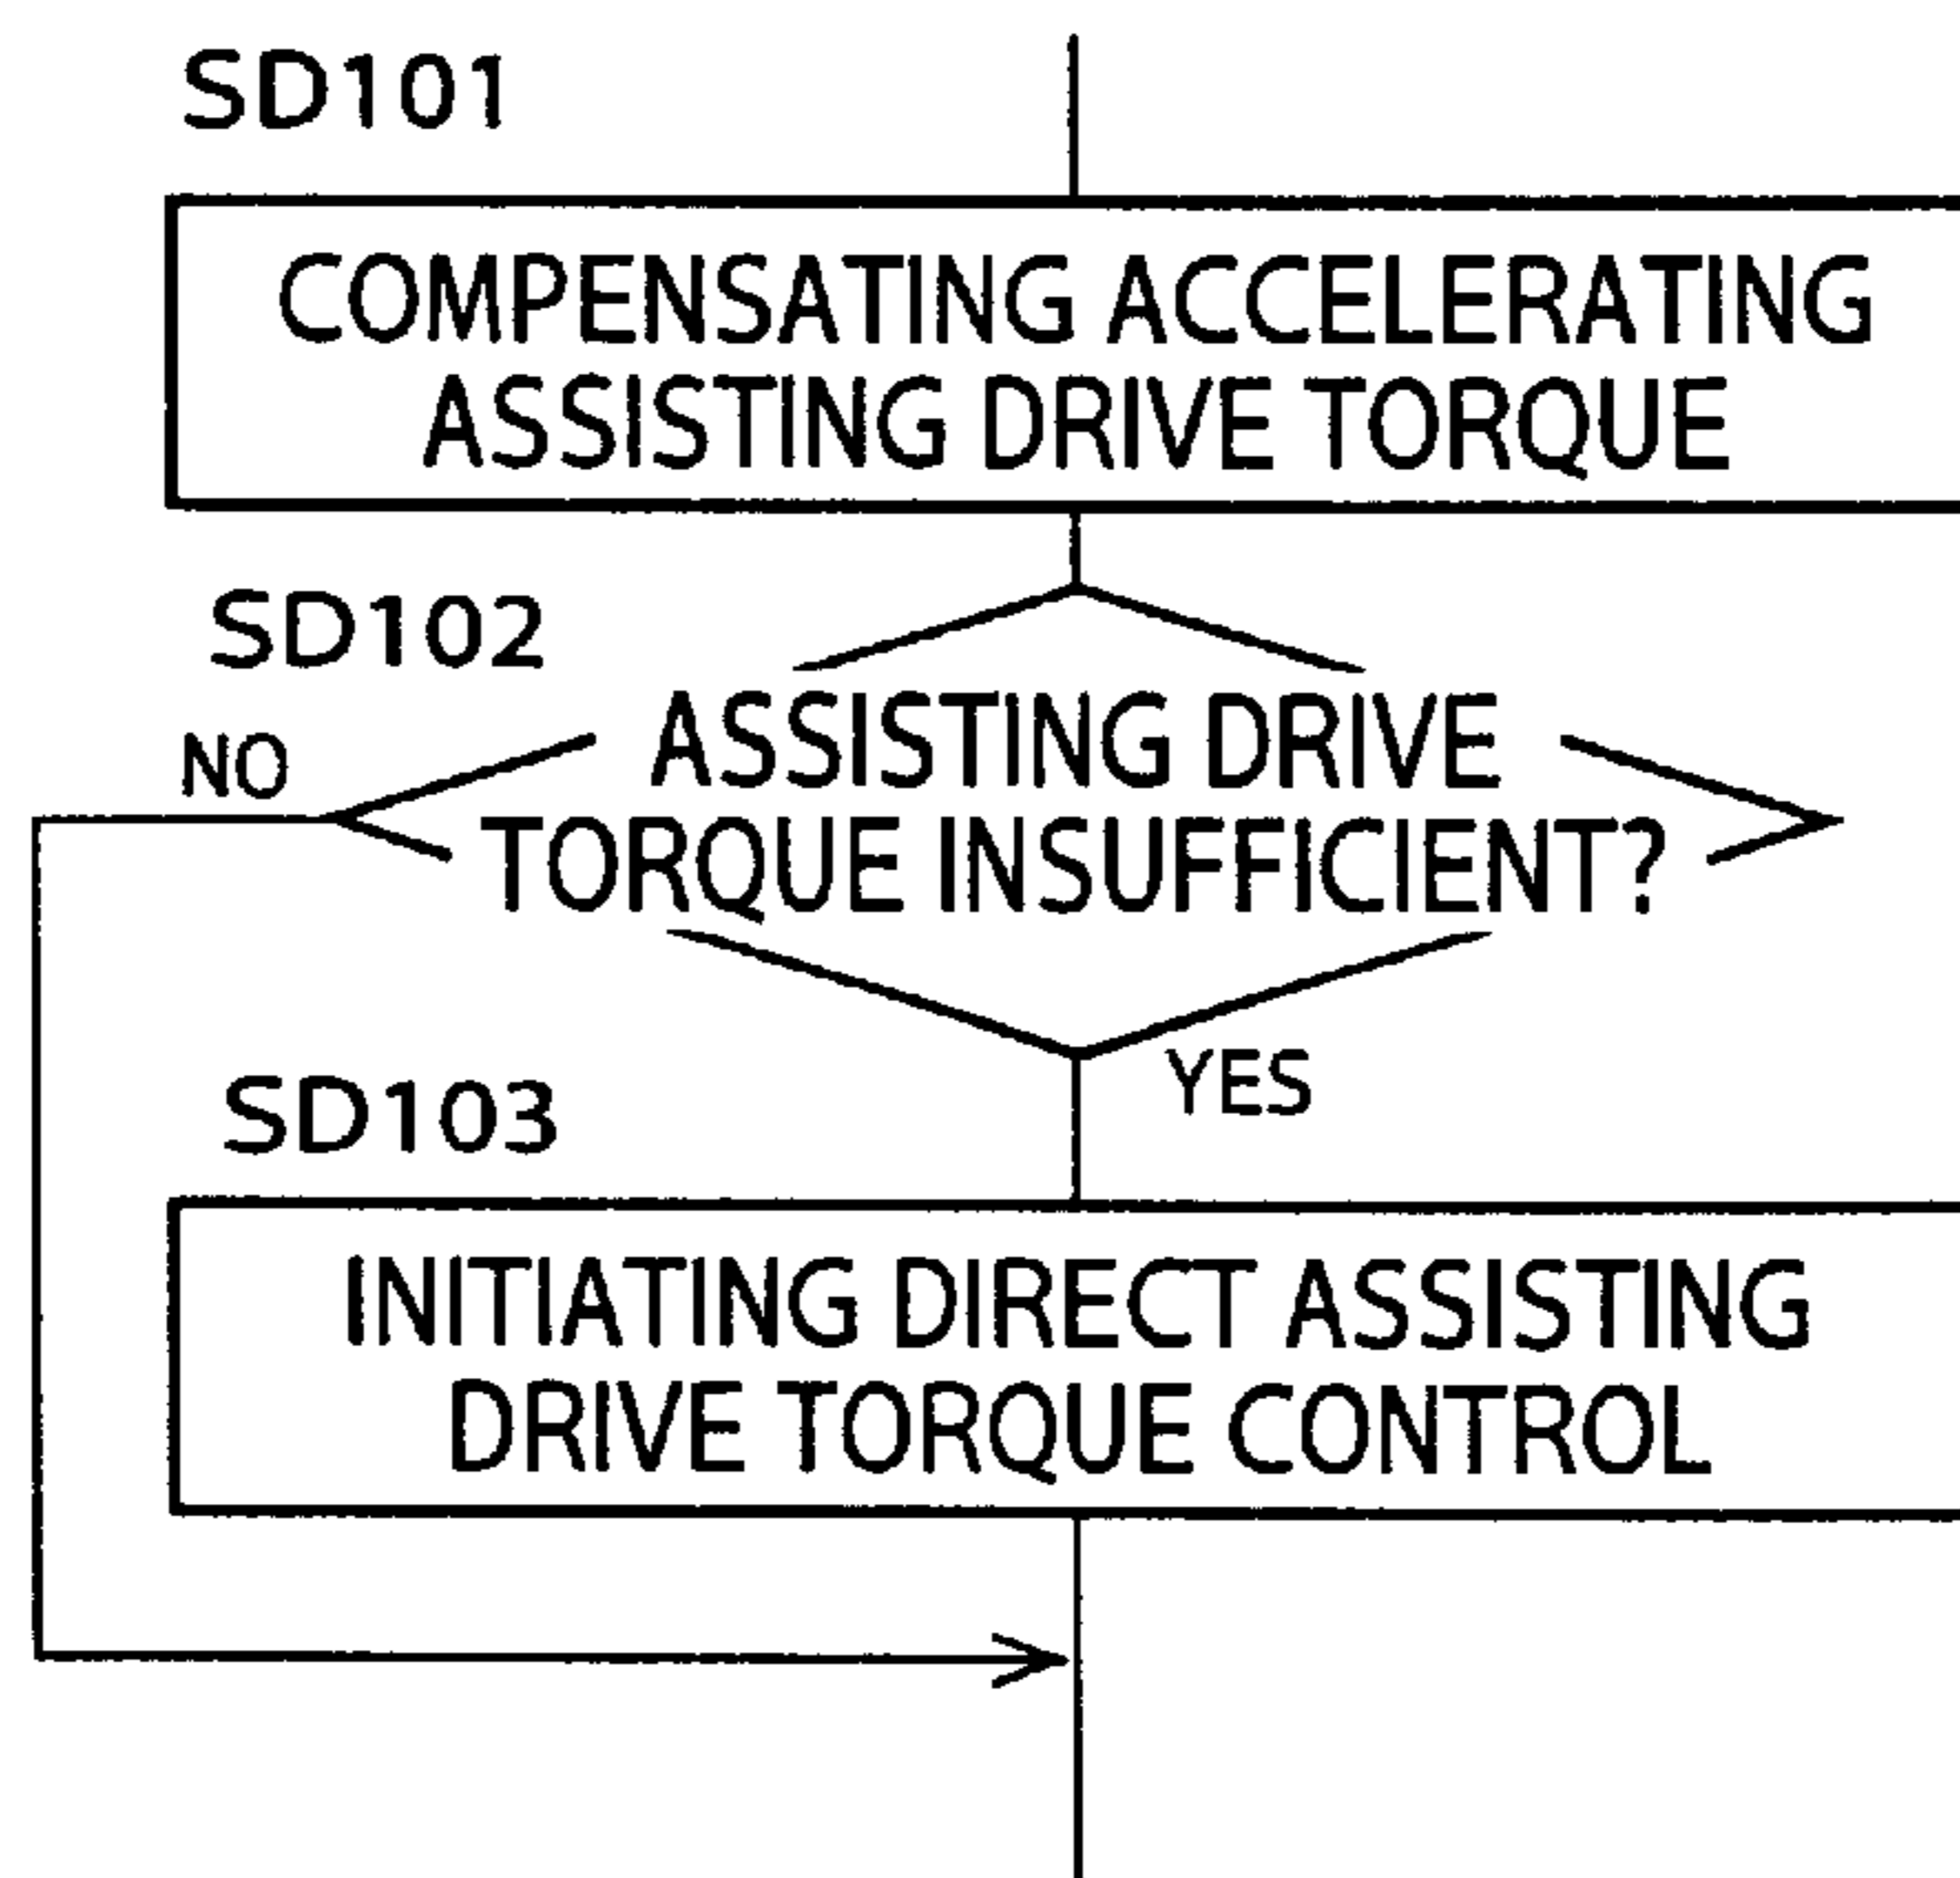 SD101
COMPENSATING ACCELERATING
ASSISTING DRIVE TORQUE
SD102
NO
ASSISTING DRIVE
TORQUE INSUFFICIENT?
YES
SD103
INITIATING DIRECT ASSISTING
DRIVE TORQUE CONTROL